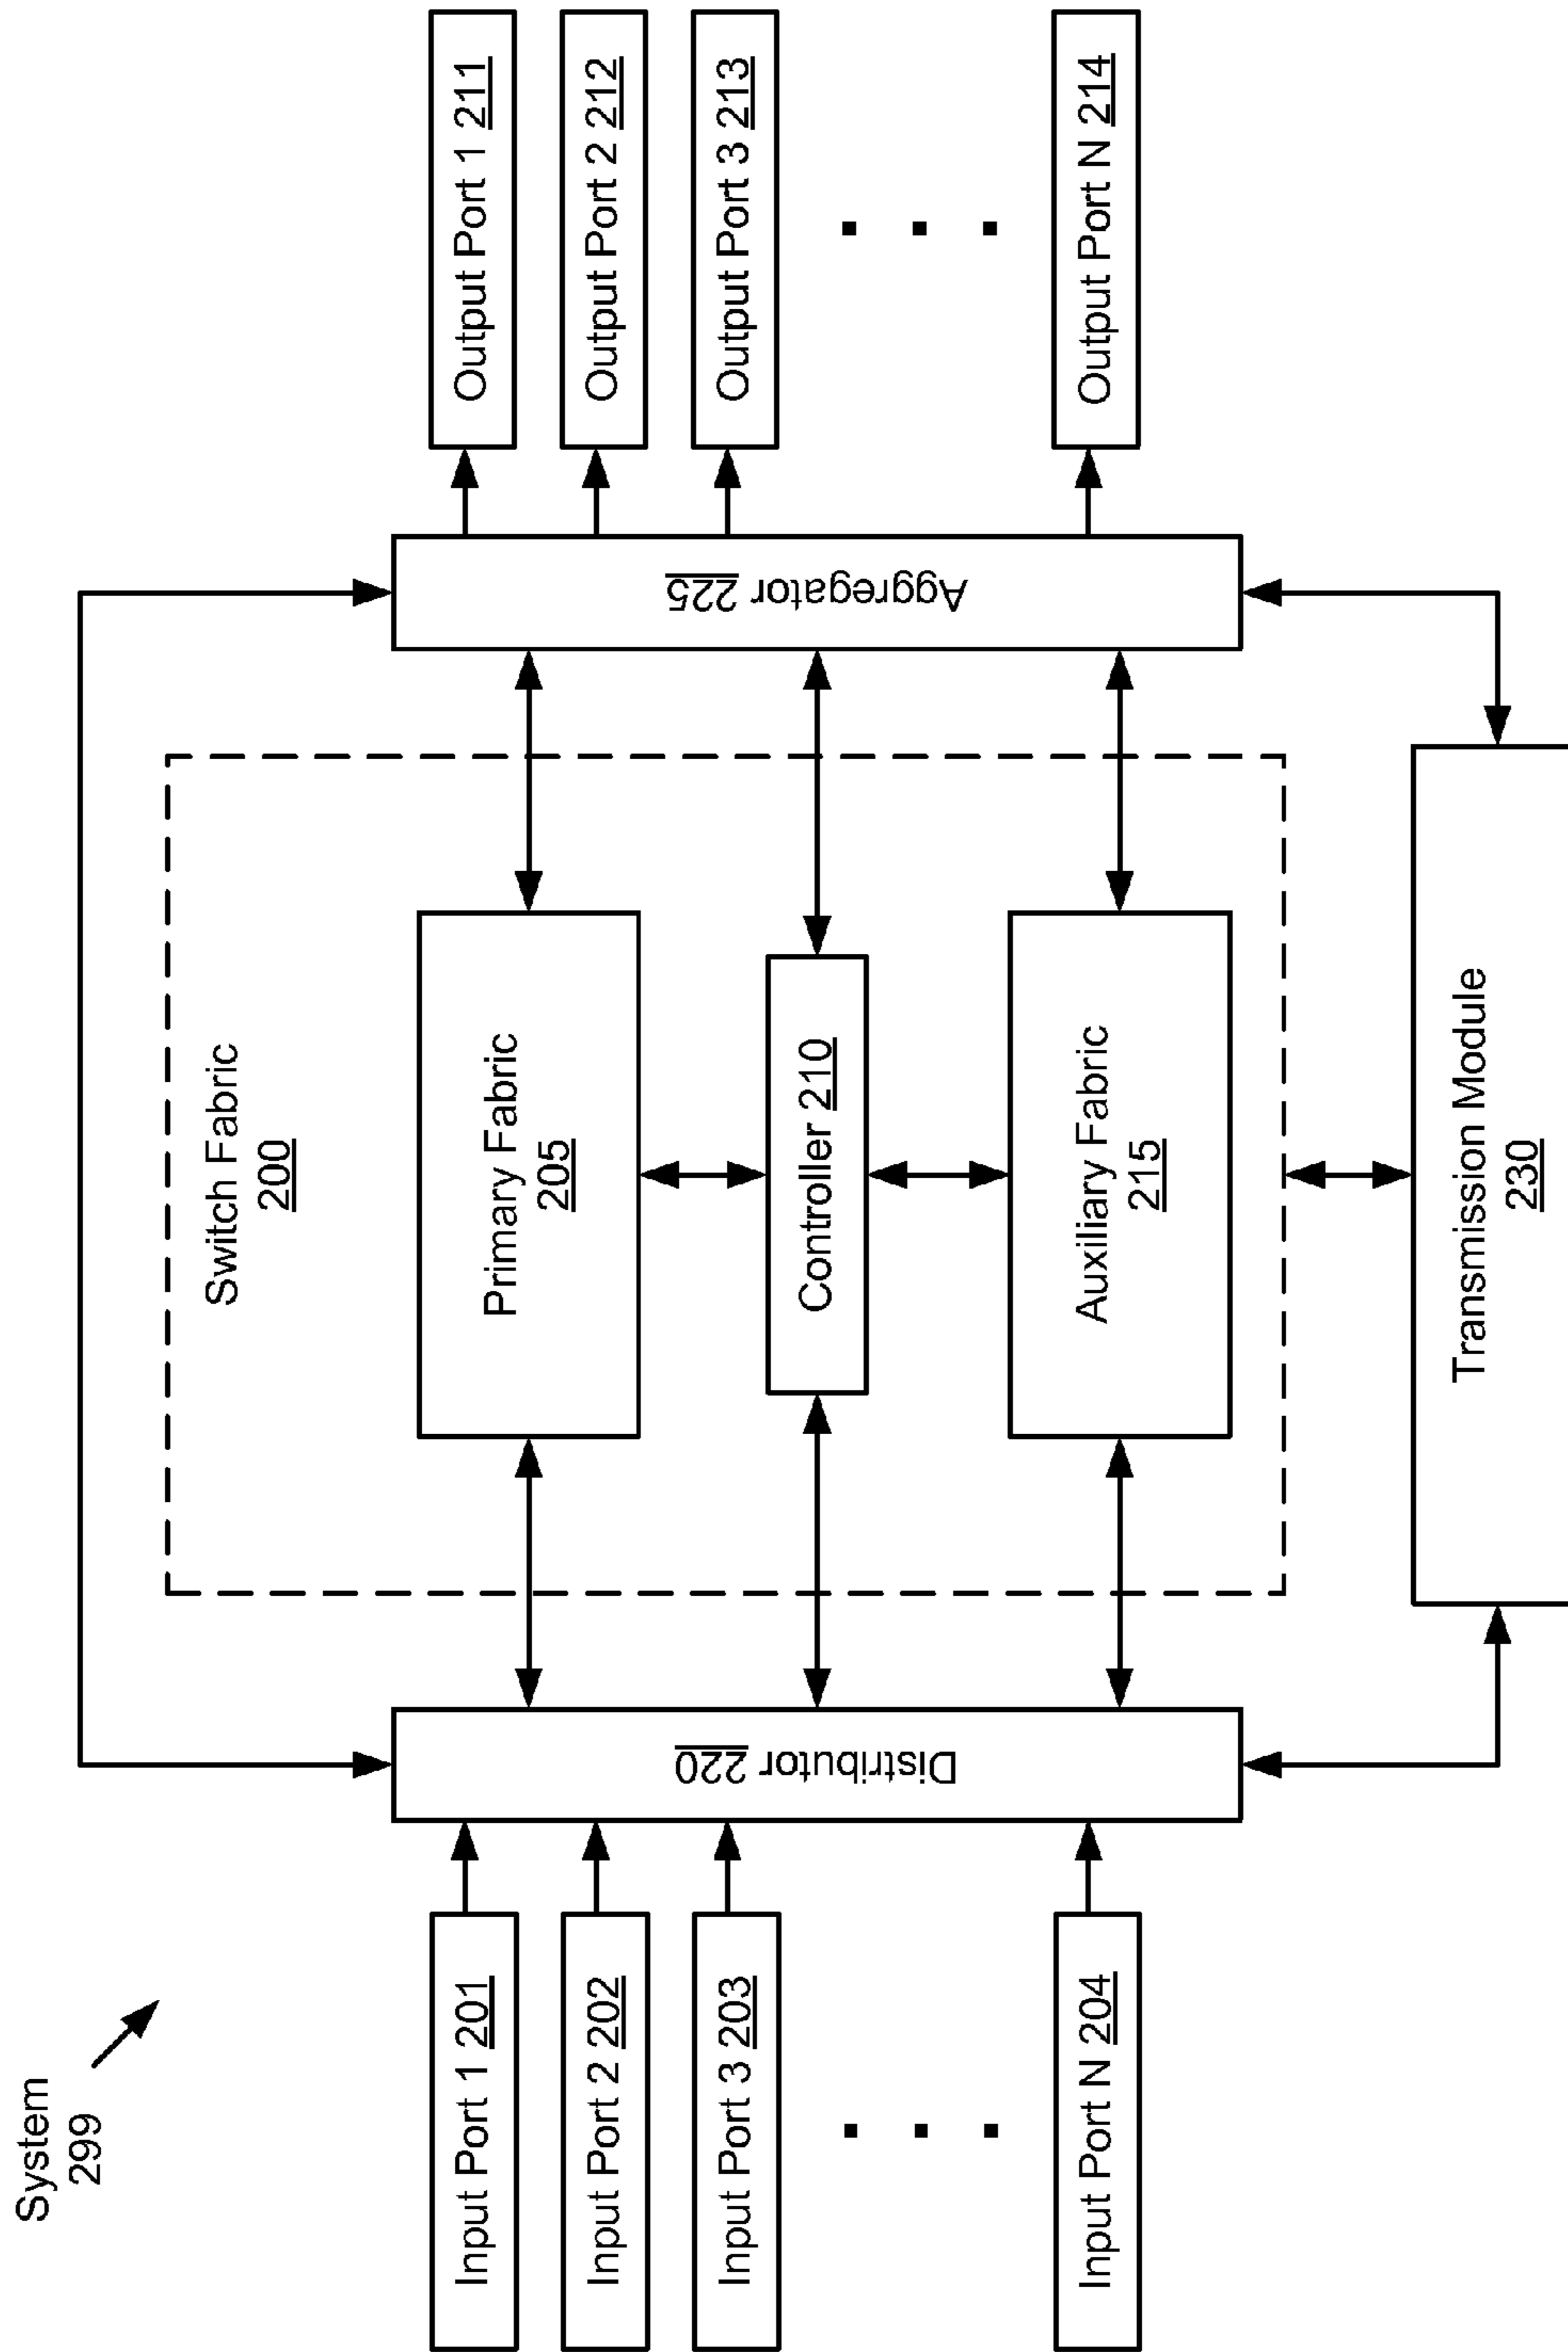 System
299
Input Port 1 201
Input Port 2 202
Input Port 3 203
Input Port N 204
Distributor 220
Switch Fabric
200
Primary Fabric
205
Controller 210
Auxiliary Fabric
215
Transmission Module
230
Aggregator 225
Output Port 1 211
Output Port 2 212
Output Port 3 213
Output Port N 214